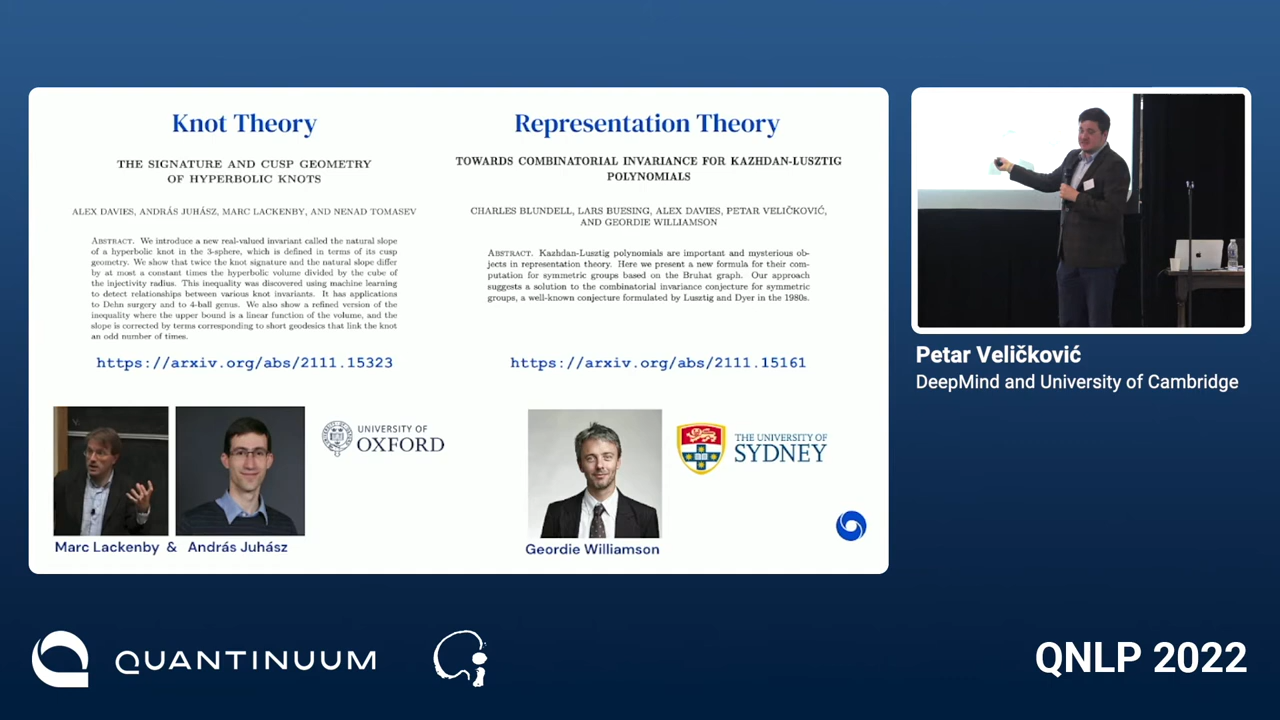 Knot Theory
THE SIGNATURE AND CUSP GEOMETRY
OF HYPERBOLIC KNOTS
ALEX DAVIES, ANDRÁS JUHÁSZ, MARC LACKENBY, AND NENAD TOMASEV
ABSTRACT. We introduce a new real-valued invariant called the natural slope
of a hyperbolic knot in the 3-sphere, which is defined in terms of its cusp
geometry. We show that twice the knot signature and the natural slope differ
by at most a constant times the hyperbolic volume divided by the cube of
the injectivity radius. This inequality was discovered using machine learning
to detect relationships between various knot invariants. It has applications
to Dehn surgery and to 4-ball genus. We also show a refined version of the
inequality where the upper bound is a linear function of the volume, and the
slope is corrected by terms corresponding to short geodesics that link the knot
an odd number of times.
https://arxiv.org/abs/2111.15323
Marc Lackenby & András Juhász
UNIVERSITY OF
OXFORD
Representation Theory
TOWARDS COMBINATORIAL INVARIANCE FOR KAZHDAN-LUSZTIG
POLYNOMIALS
CHARLES BLUNDELL, LARS BUESING, ALEX DAVIES, PETAR VELIČKOVIĆ,
AND GEORDIE WILLIAMSON
ABSTRACT. Kazhdan-Lusztig polynomials are important and mysterious ob-
jects in representation theory. Here we present a new formula for their com-
putation for symmetric groups based on the Bruhat graph. Our approach
suggests a solution to the combinatorial invariance conjecture for symmetric
groups, a well-known conjecture formulated by Lusztig and Dyer in the 1980s.
https://arxiv.org/abs/2111.15161
Geordie Williamson
THE UNIVERSITY OF
SYDNEY
Petar Veličković
DeepMind and University of Cambridge
QUANTINUUM
QNLP 2022